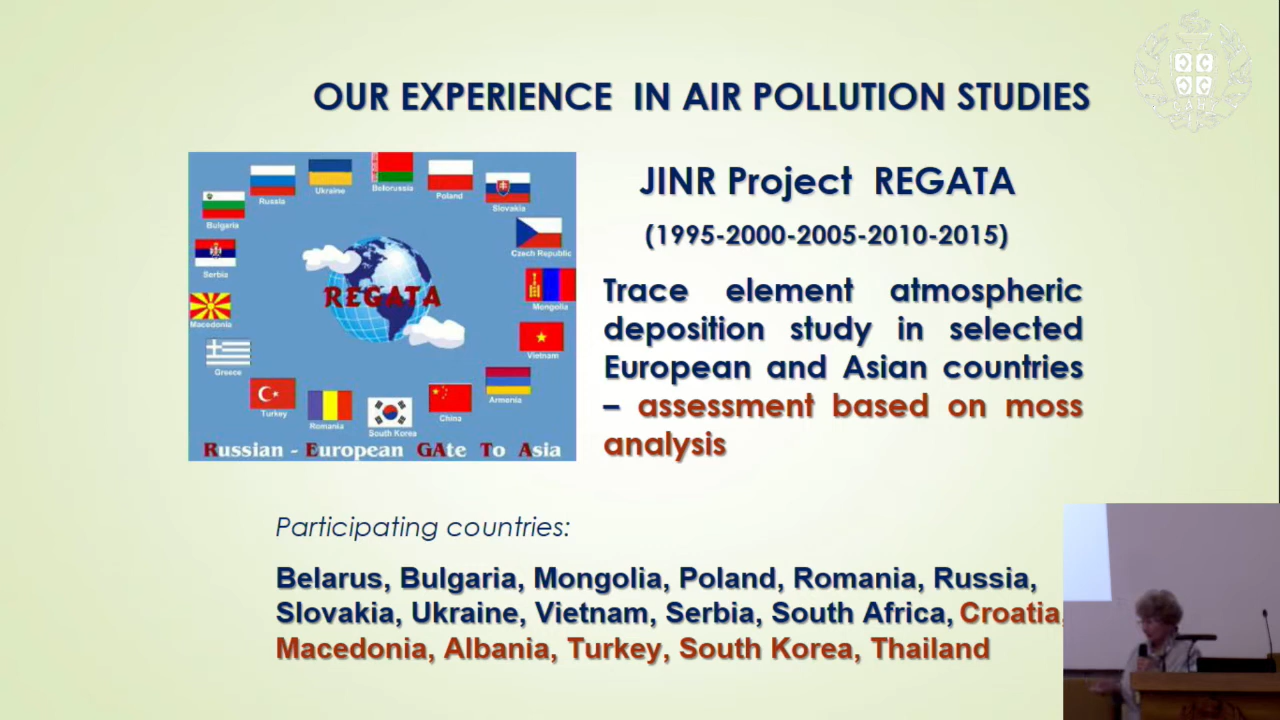 OUR EXPERIENCE IN AIR POLLUTION STUDIES
Russia
Ukraine
Belorussia
Poland
Slovakia
Bulgaria
Czech Republic
Serbia
Mongolia
REGATA
Macedonia
Vietnam
Greece
Armenia
Turkey
Romania
South Korea
China
Russian - European GAte To Asia
JINR Project REGATA
(1995-2000-2005-2010-2015)
Trace element atmospheric
deposition study in selected
European and Asian countries
– assessment based on moss
analysis
Participating countries:
Belarus, Bulgaria, Mongolia, Poland, Romania, Russia,
Slovakia, Ukraine, Vietnam, Serbia, South Africa, Croatia,
Macedonia, Albania, Turkey, South Korea, Thailand